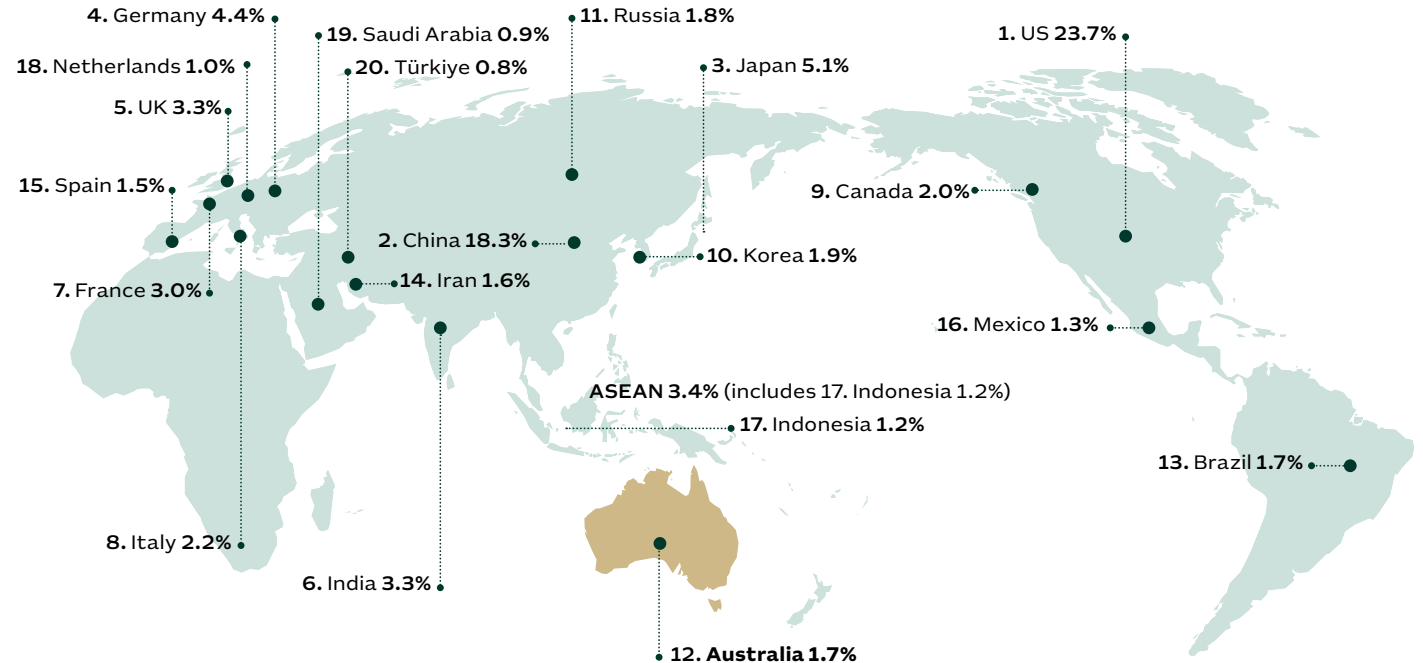 4. Germany 4.4%
11. Russia 1.8%
19. Saudi Arabia 0.9%
1. US 23.7%
18. Netherlands 1.0%
20. Türkiye 0.8%
3. Japan 5.1%
5. UK 3.3%
15. Spain 1.5%
9. Canada 2.0%
2. China 18.3%
10. Korea 1.9%
14. Iran 1.6%
7. France 3.0%
16. Mexico 1.3%
ASEAN 3.4% (includes 17. Indonesia 1.2%)
17. Indonesia 1.2%
13. Brazil 1.7%
8. Italy 2.2%
6. India 3.3%
12. Australia 1.7%